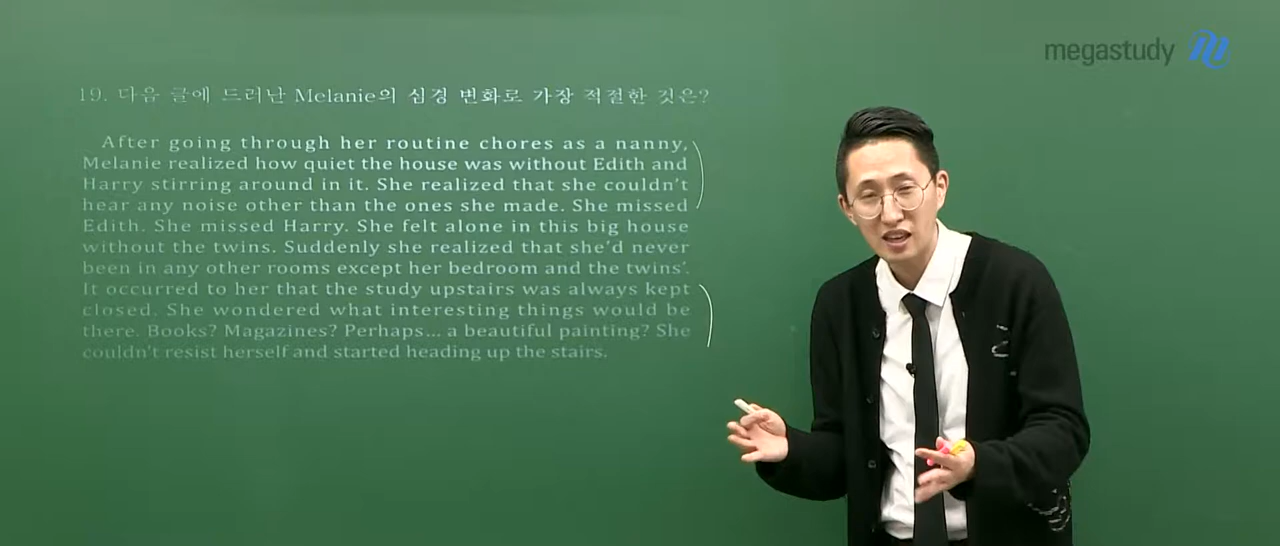 megastudy
19. 다음 글에 드러난 Melanie의 심경 변화로 가장 적절한 것은?
After going through her routine chores as a nanny,
Melanie realized how quiet the house was without Edith and
Harry stirring around in it. She realized that she couldn't
hear any noise other than the ones she made. She missed
Edith. She missed Harry. She felt alone in this big house
without the twins. Suddenly she realized that she'd never
been in any other rooms except her bedroom and the twins'.
It occurred to her that the study upstairs was always kept
closed. She wondered what interesting things would be
there. Books? Magazines? Perhaps... a beautiful painting? She
couldn't resist herself and started heading up the stairs.